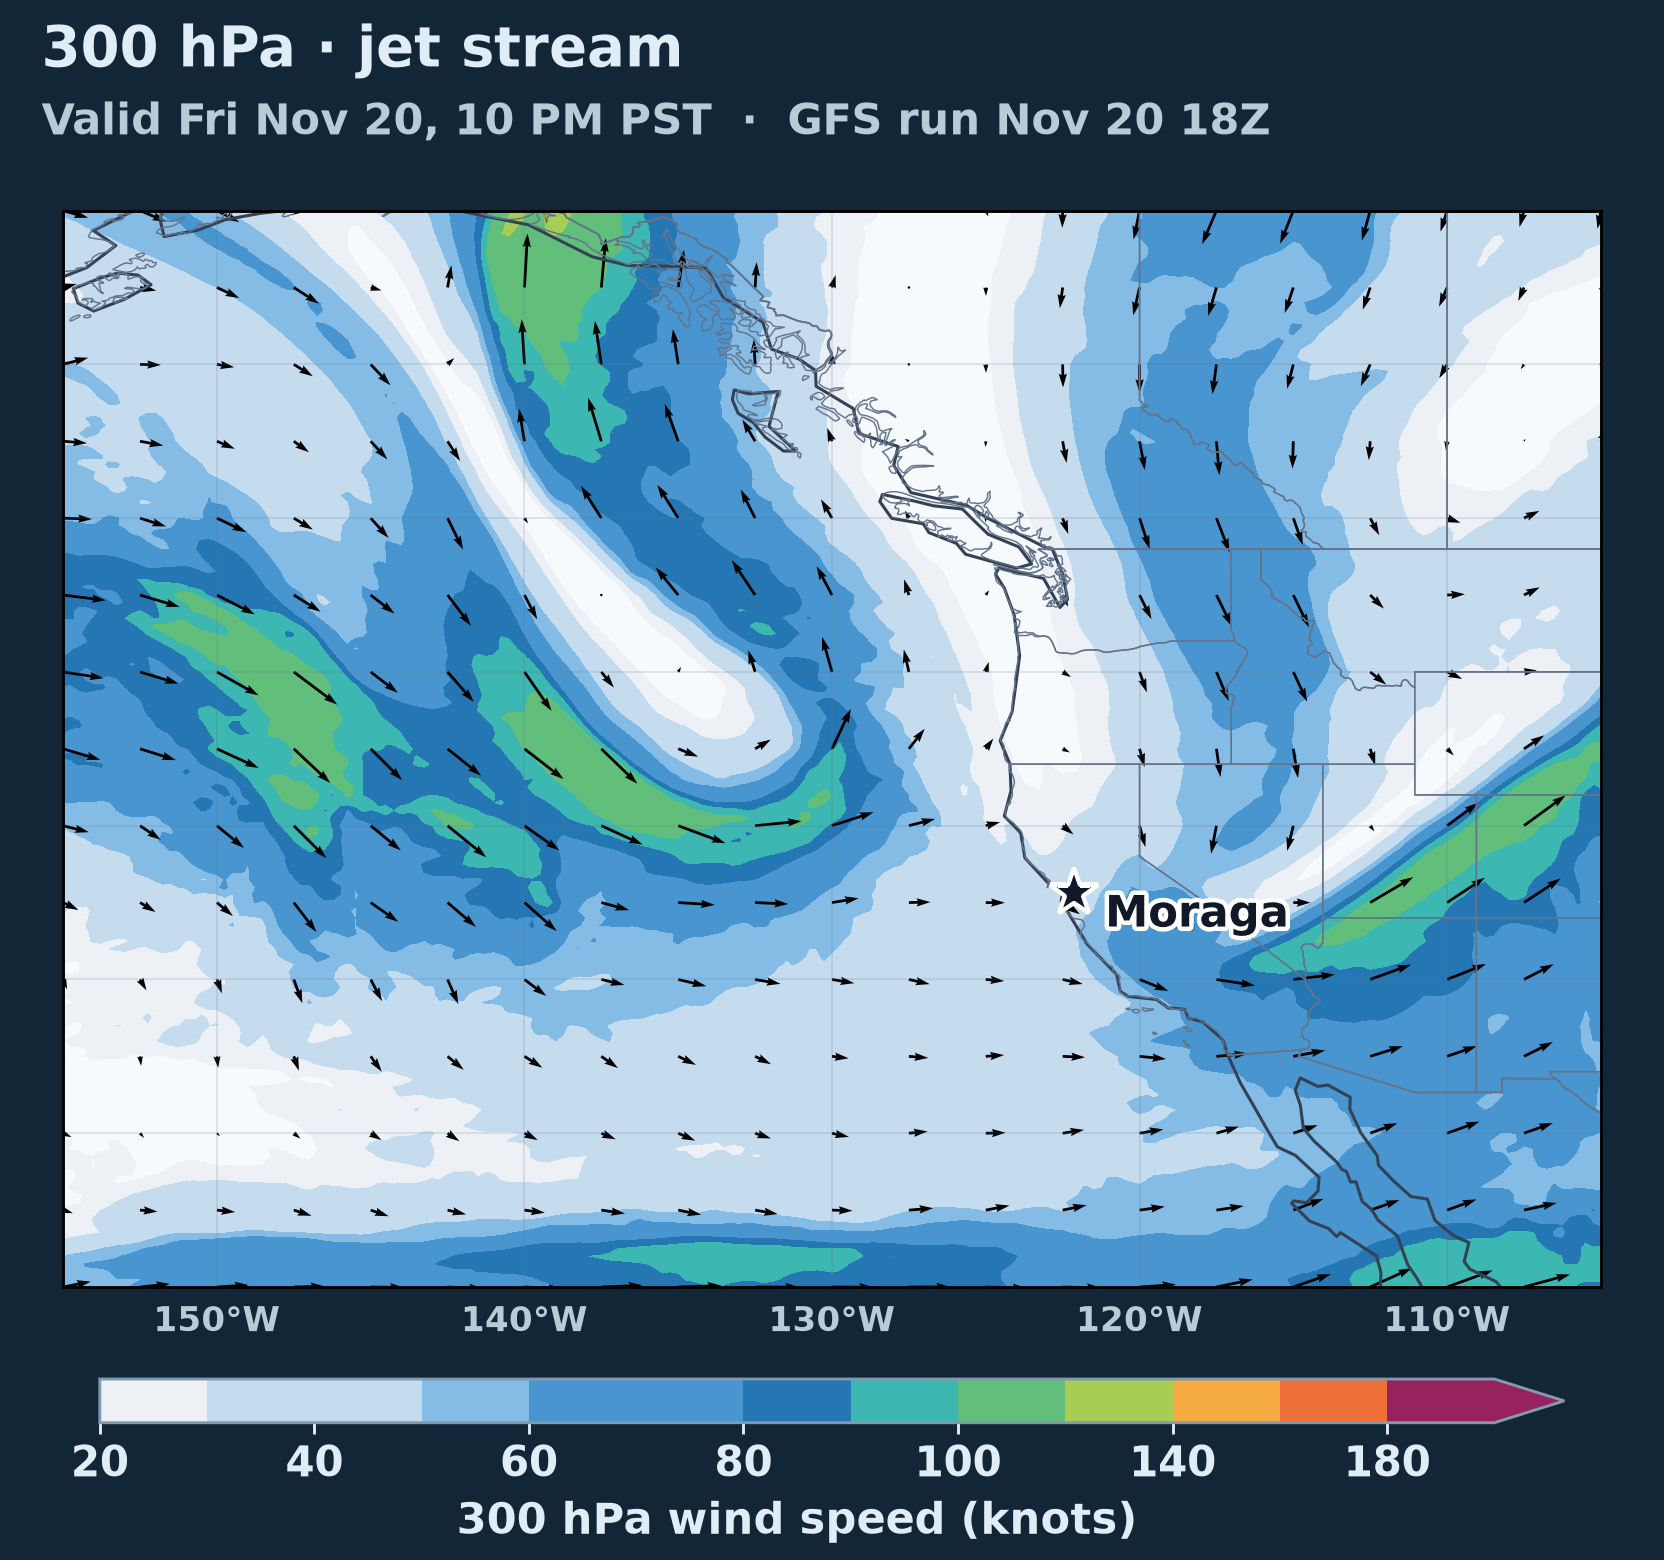 300 hPa · jet stream
Valid Fri Nov 20, 10 PM PST · GFS run Nov 20 18Z
Moraga
150°W 140°W 130°W 120°W 110°W
20 40 60 80 100 140 180
300 hPa wind speed (knots)